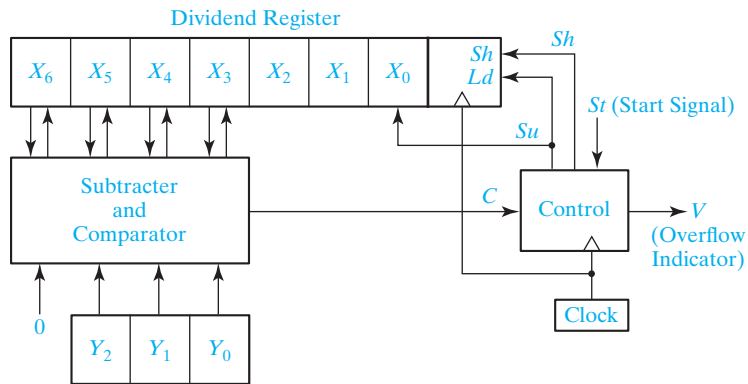 Dividend Register
X6 X5 X4 X3 X2 X1 X0
Sh
Ld
Sh
St (Start Signal)
Su
Subtracter
and
Comparator
C
Control
V
(Overflow
Indicator)
0
Y2 Y1 Y0
Clock